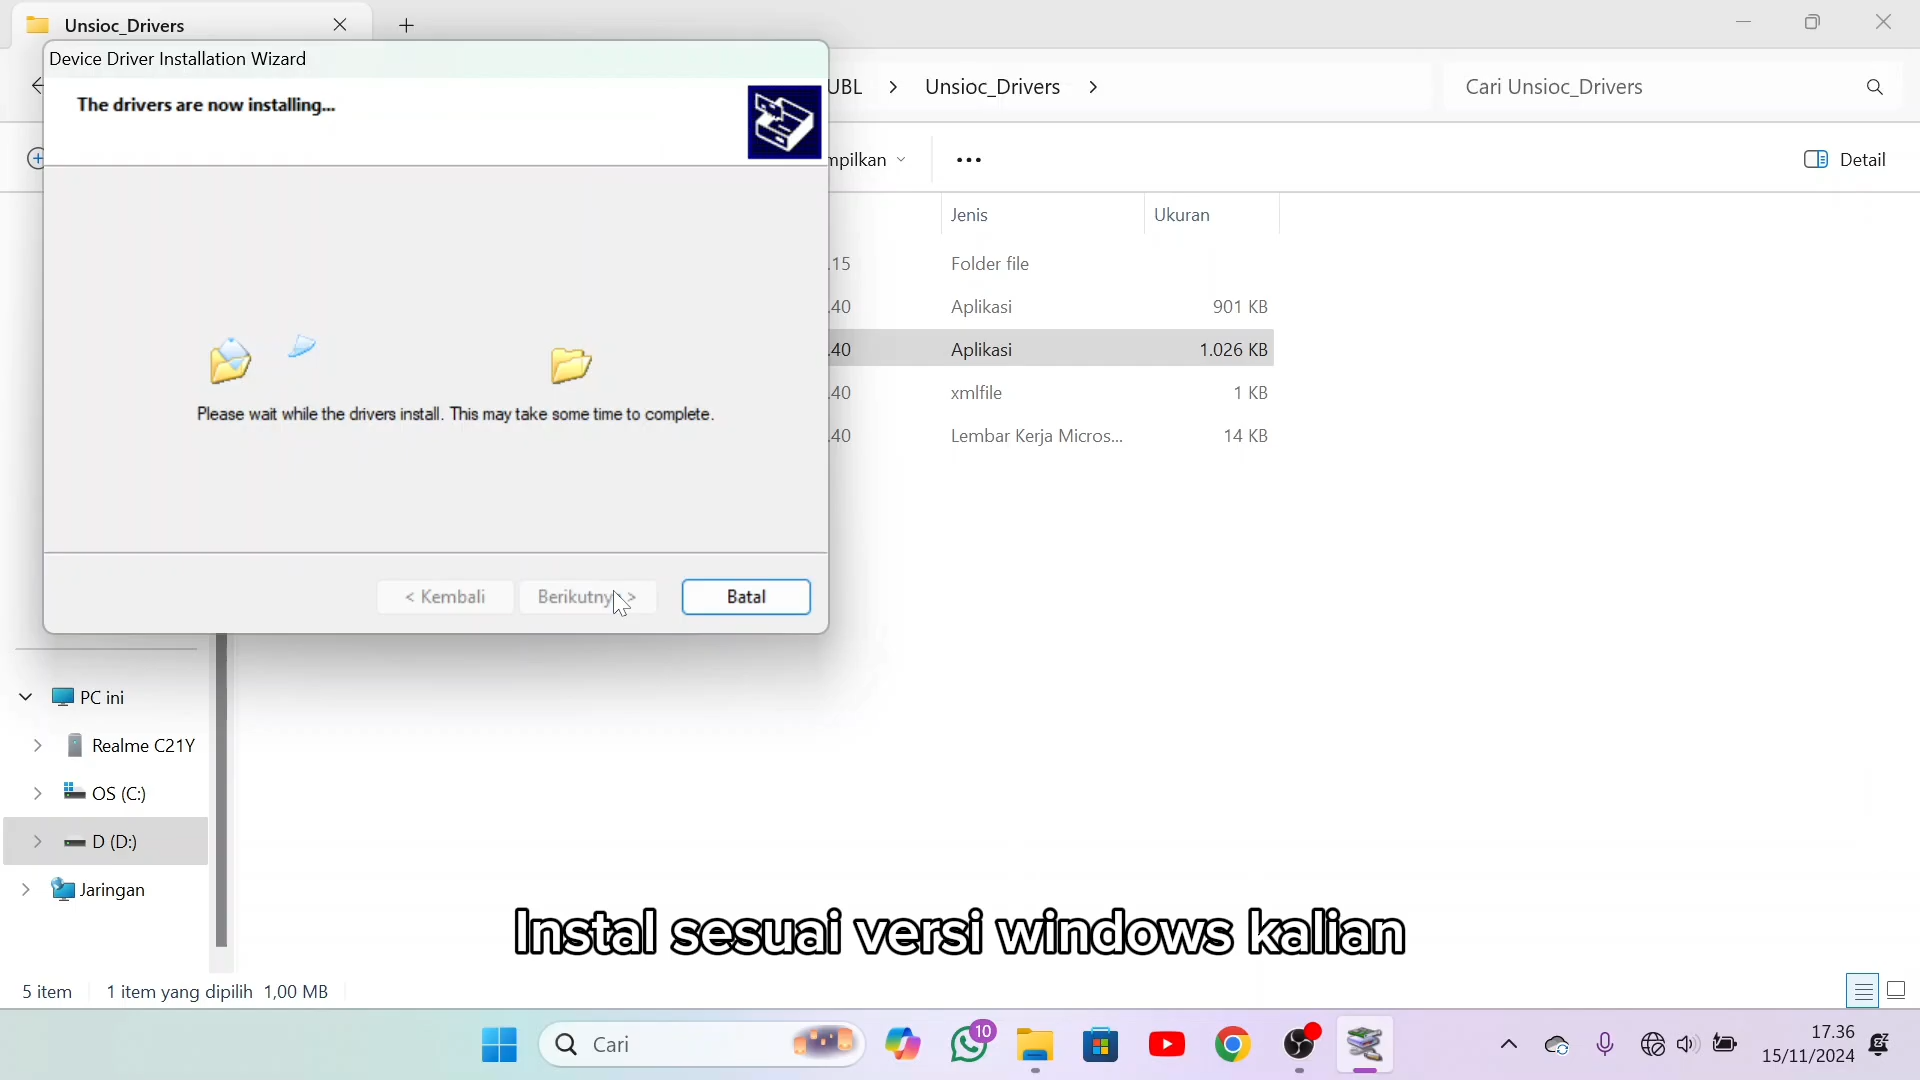 Unsioc_Drivers
Device Driver Installation Wizard
The drivers are now installing...
UBL > Unsioc_Drivers >
Cari Unsioc_Drivers
mpilkan
Detail
Jenis
Ukuran
.15 Folder file
.40 Aplikasi 901 KB
.40 Aplikasi 1.026 KB
.40 xmlfile 1 KB
.40 Lembar Kerja Micros... 14 KB
Please wait while the drivers install. This may take some time to complete.
< Kembali
Berikutny >
Batal
PC ini
Realme C21Y
OS (C:)
D (D:)
Jaringan
Instal sesuai versi windows kalian
5 item
1 item yang dipilih 1,00 MB
Cari
10
17.36
15/11/2024